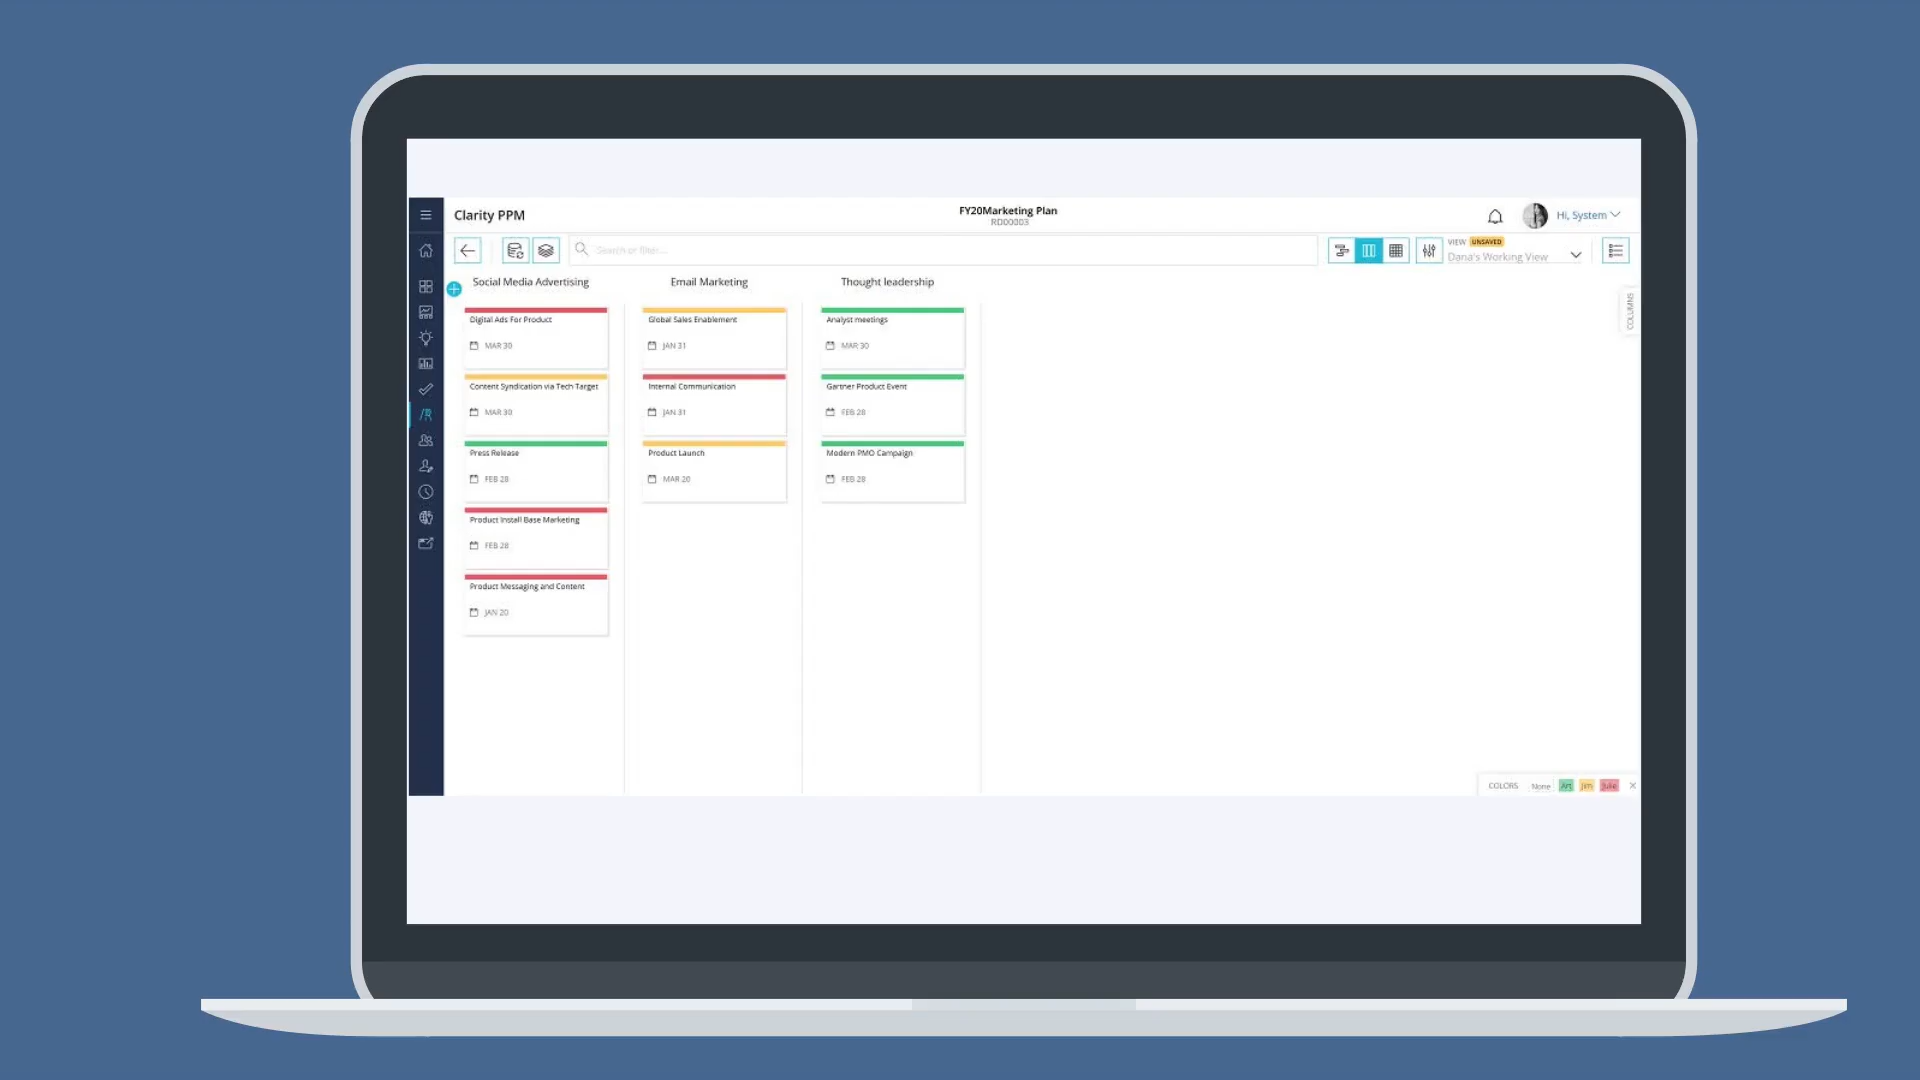 Clarity PPM
FY20Marketing Plan
RD00003
Hi, System
Search or filter...
VIEW UNSAVED
Dana's Working View
COLUMNS
Social Media Advertising
Digital Ads For Product
MAR 30
Content Syndication via Tech Target
MAR 30
Press Release
FEB 28
Product Install Base Marketing
FEB 28
Product Messaging and Content
JAN 20
Email Marketing
Global Sales Enablement
JAN 31
Internal Communication
JAN 31
Product Launch
MAR 20
Thought leadership
Analyst meetings
MAR 30
Gartner Product Event
FEB 28
Modern PMO Campaign
FEB 28
COLORS None Art Jim Julie